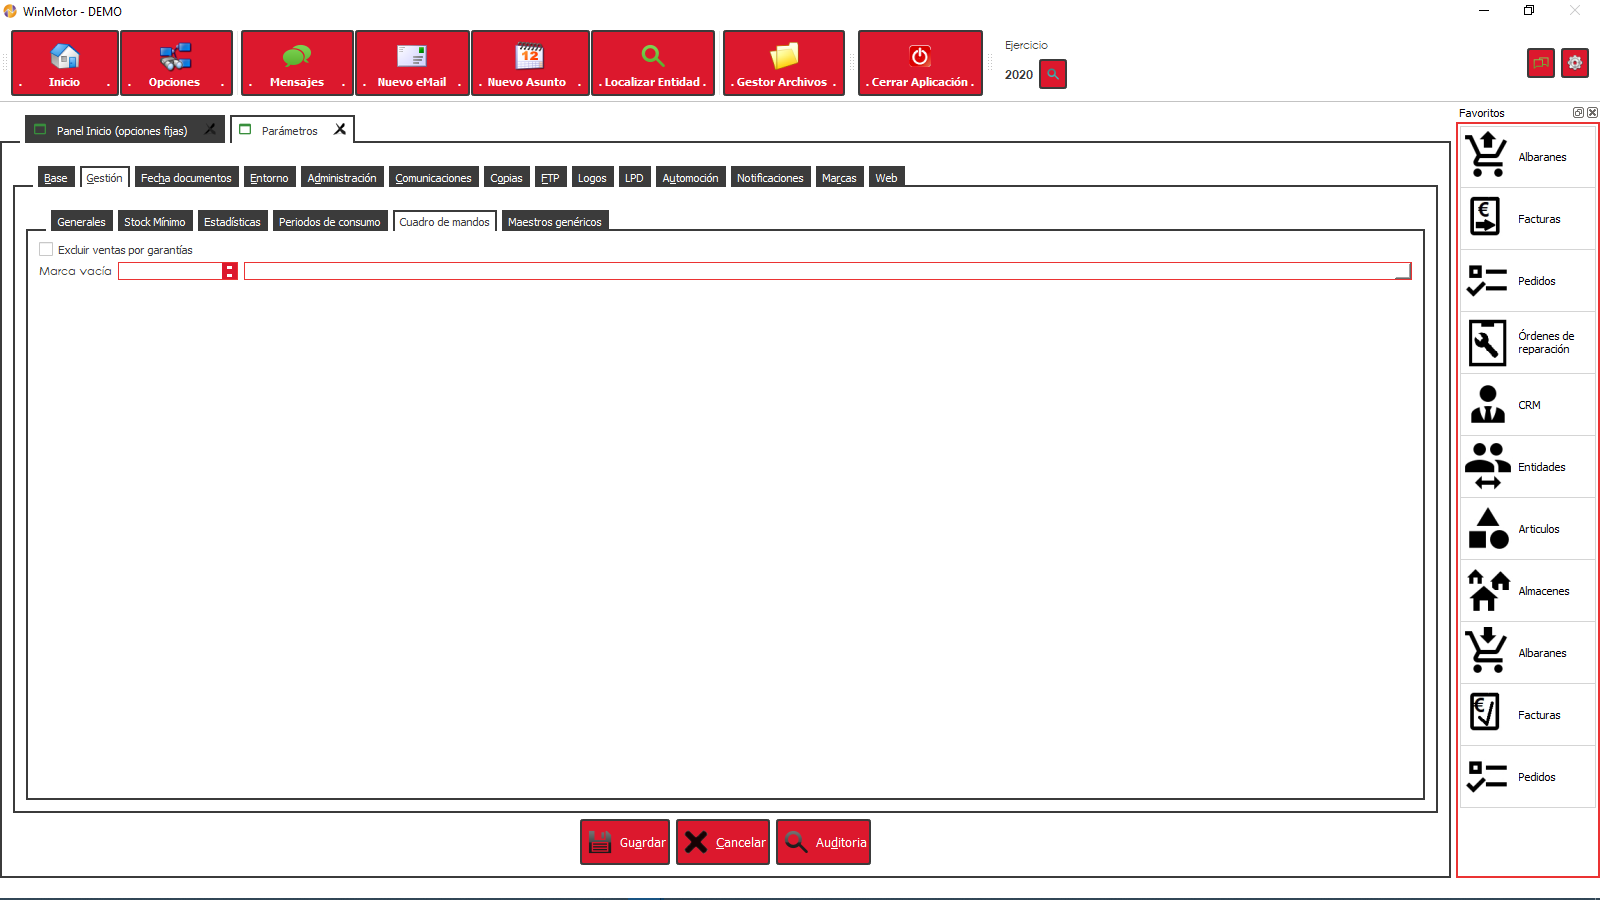 WinMotor - DEMO
. Inicio .
. Opciones .
. Mensajes .
. Nuevo eMail .
. Nuevo Asunto .
. Localizar Entidad .
. Gestor Archivos .
. Cerrar Aplicación .
Ejercicio
2020
Panel Inicio (opciones fijas)
Parámetros
Base
Gestión
Fecha documentos
Entorno
Administración
Comunicaciones
Copias
FTP
Logos
LPD
Automoción
Notificaciones
Marcas
Web
Generales
Stock Mínimo
Estadísticas
Periodos de consumo
Cuadro de mandos
Maestros genéricos
Excluir ventas por garantías
Marca vacía
Guardar
Cancelar
Auditoria
Favoritos
Albaranes
Facturas
Pedidos
Órdenes de
reparación
CRM
Entidades
Articulos
Almacenes
Albaranes
Facturas
Pedidos